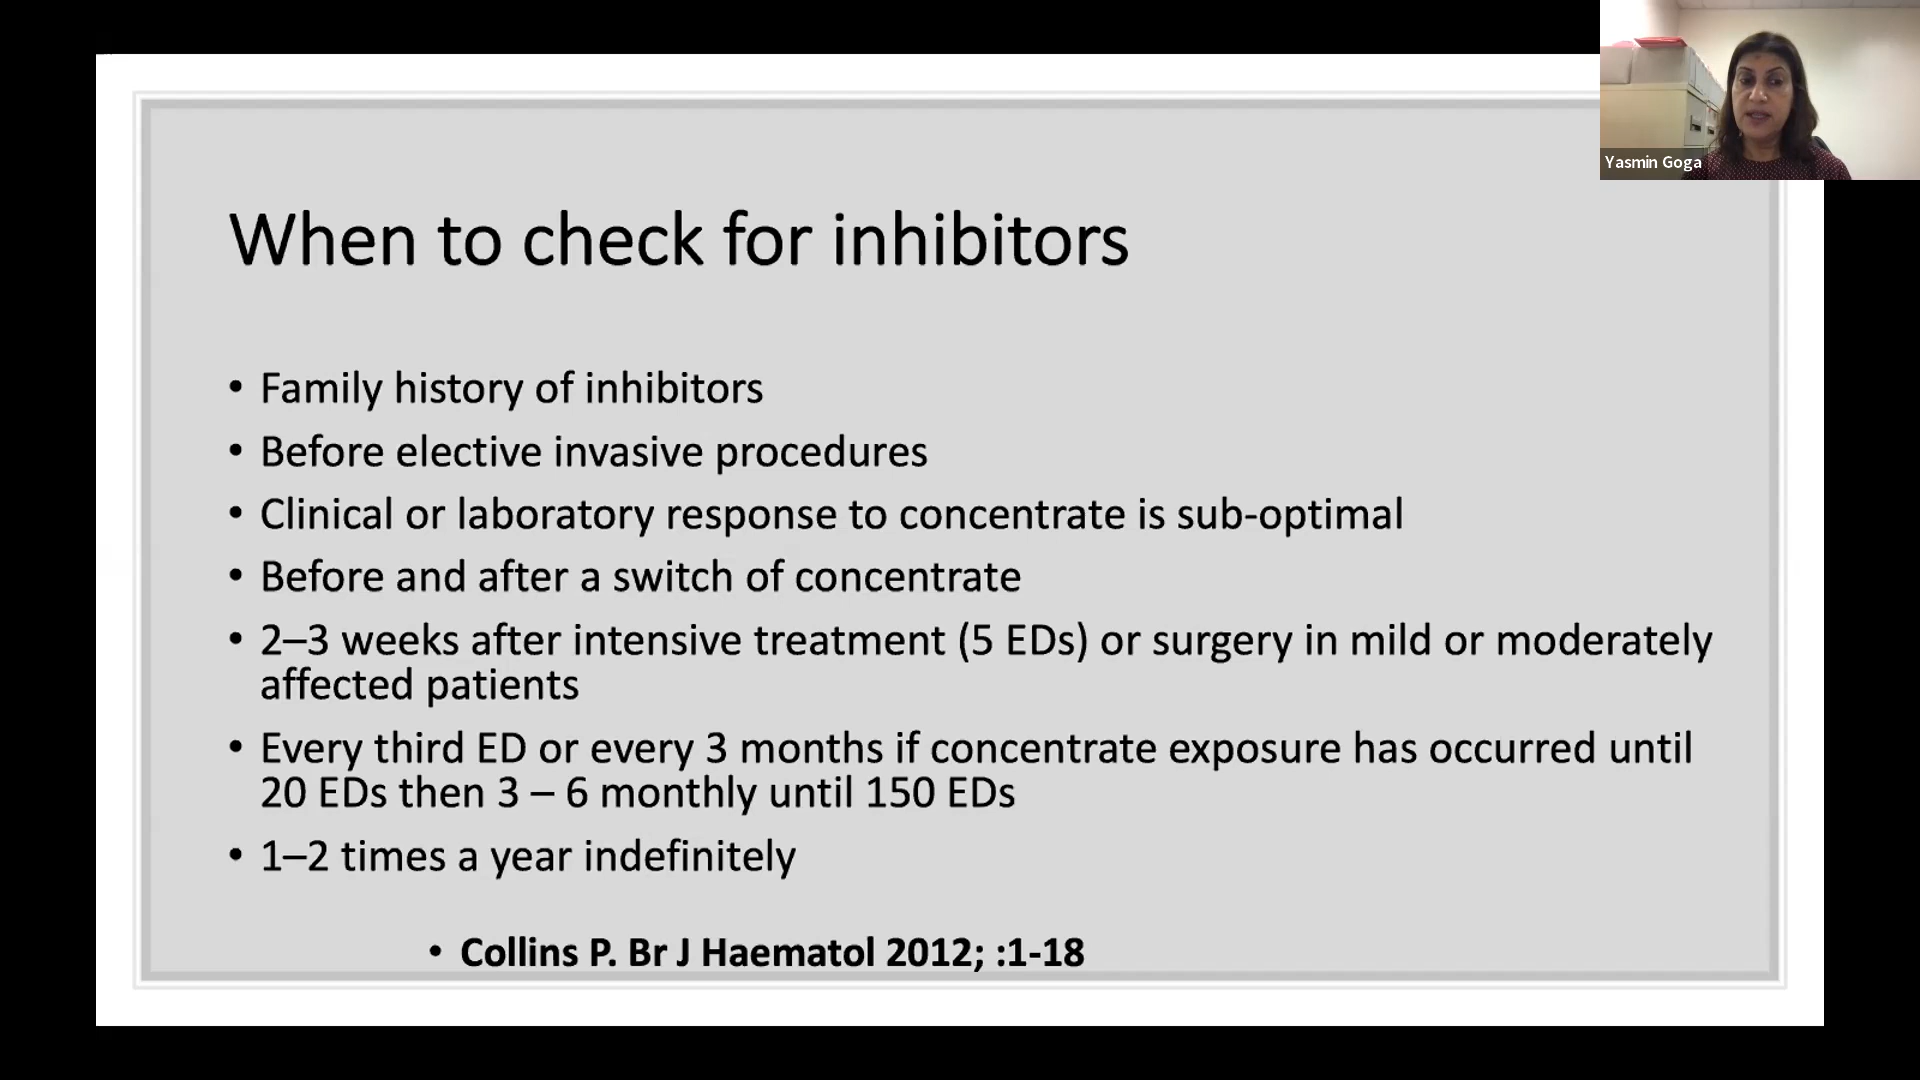 Yasmin Goga
When to check for inhibitors
• Family history of inhibitors
• Before elective invasive procedures
• Clinical or laboratory response to concentrate is sub-optimal
• Before and after a switch of concentrate
• 2–3 weeks after intensive treatment (5 EDs) or surgery in mild or moderately
affected patients
• Every third ED or every 3 months if concentrate exposure has occurred until
20 EDs then 3 – 6 monthly until 150 EDs
• 1–2 times a year indefinitely
• Collins P. Br J Haematol 2012; :1-18